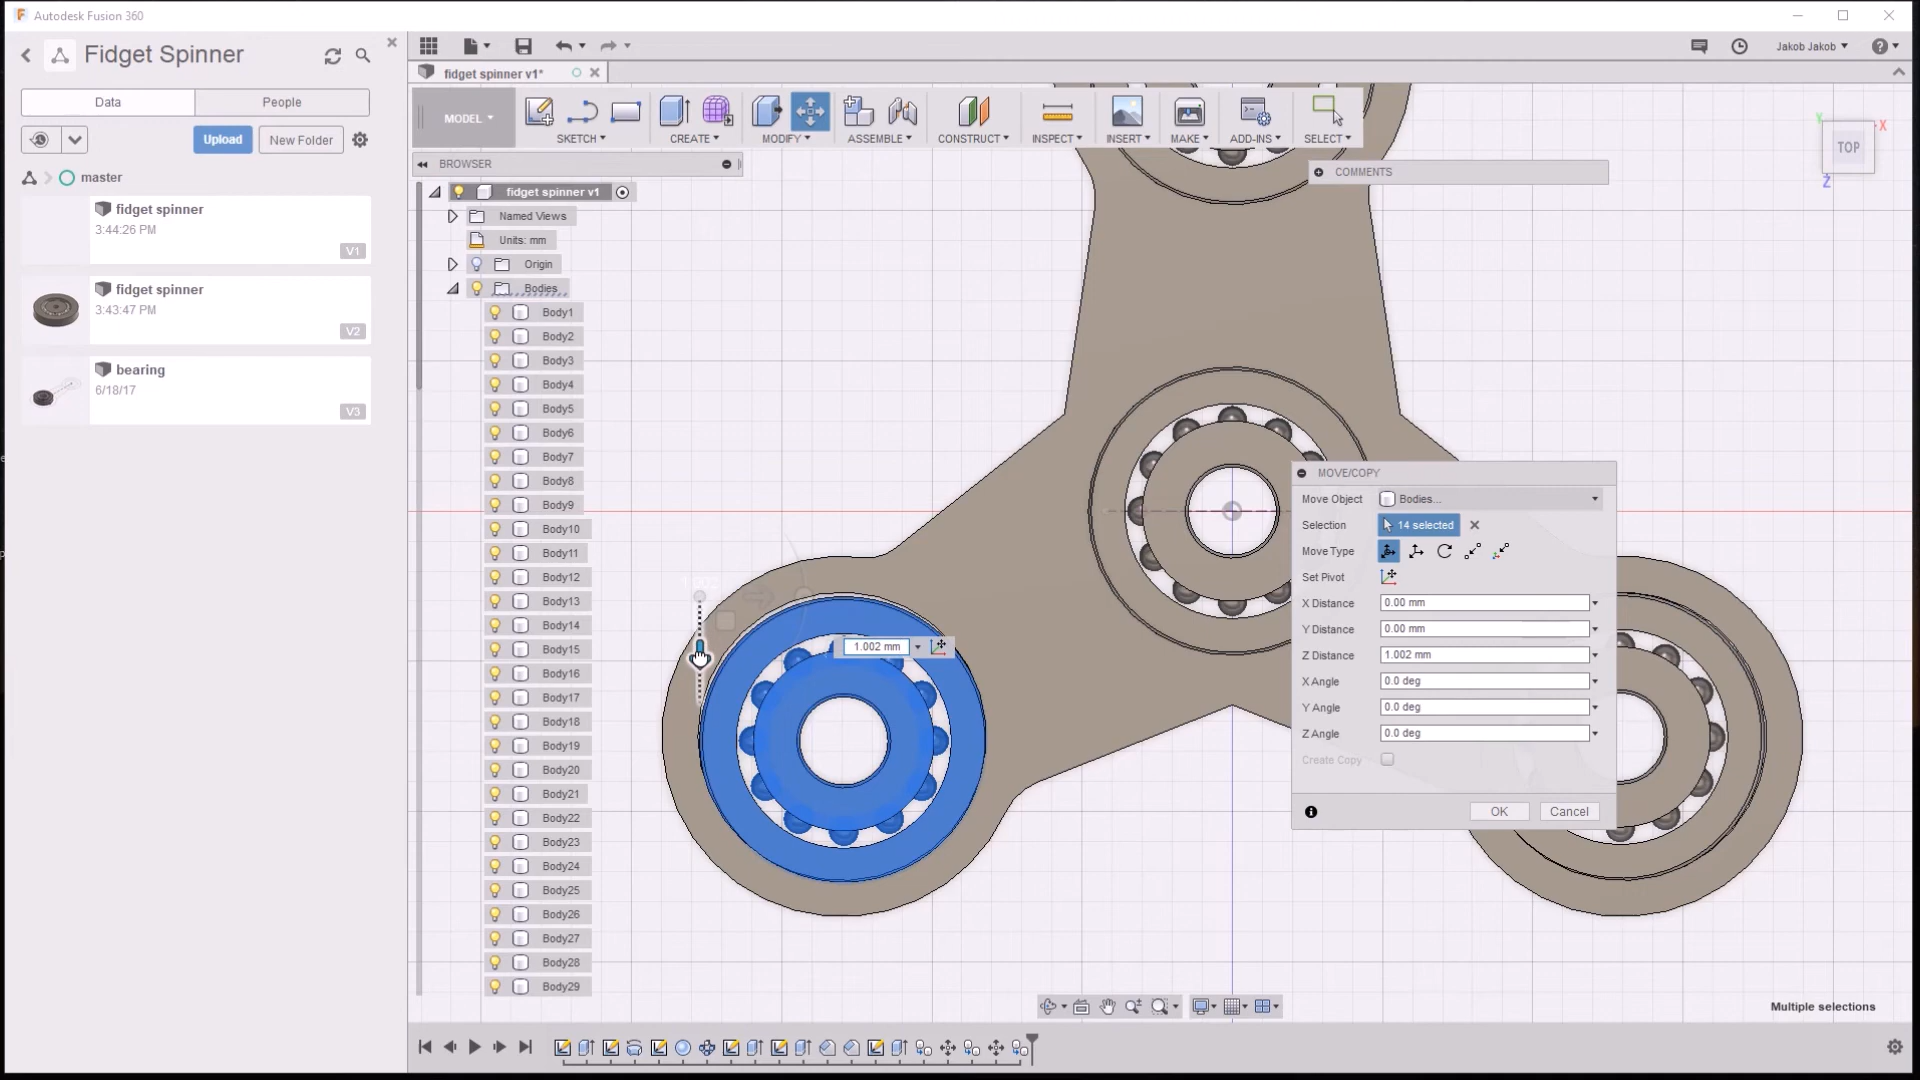 Autodesk Fusion 360
Fidget Spinner
Data
People
Upload
New Folder
master
fidget spinner
3:44:26 PM
V1
fidget spinner
3:43:47 PM
V2
bearing
6/18/17
V3
Jakob Jakob
fidget spinner v1*
MODEL
SKETCH
CREATE
MODIFY
ASSEMBLE
CONSTRUCT
INSPECT
INSERT
MAKE
ADD-INS
SELECT
BROWSER
fidget spinner v1
Named Views
Units: mm
Origin
Bodies
Body1
Body2
Body3
Body4
Body5
Body6
Body7
Body8
Body9
Body10
Body11
Body12
Body13
Body14
Body15
Body16
Body17
Body18
Body19
Body20
Body21
Body22
Body23
Body24
Body25
Body26
Body27
Body28
Body29
COMMENTS
TOP
X
Y
Z
1.002 mm
MOVE/COPY
Move Object Bodies...
Selection 14 selected
Move Type
Set Pivot
X Distance 0.00 mm
Y Distance 0.00 mm
Z Distance 1.002 mm
X Angle 0.0 deg
Y Angle 0.0 deg
Z Angle 0.0 deg
Create Copy
OK Cancel
Multiple selections